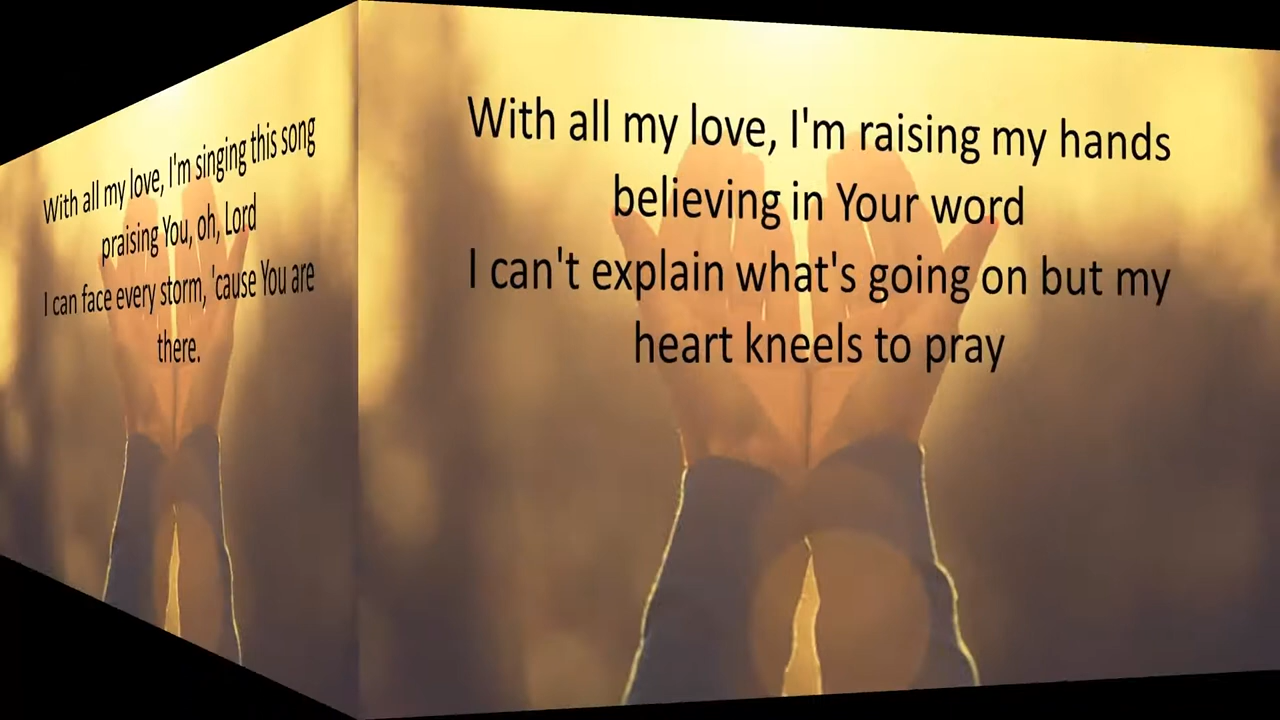 With all my love, I'm singing this song
praising You, oh, Lord
I can face every storm, 'cause You are
there.
With all my love, I'm raising my hands
believing in Your word
I can't explain what's going on but my
heart kneels to pray